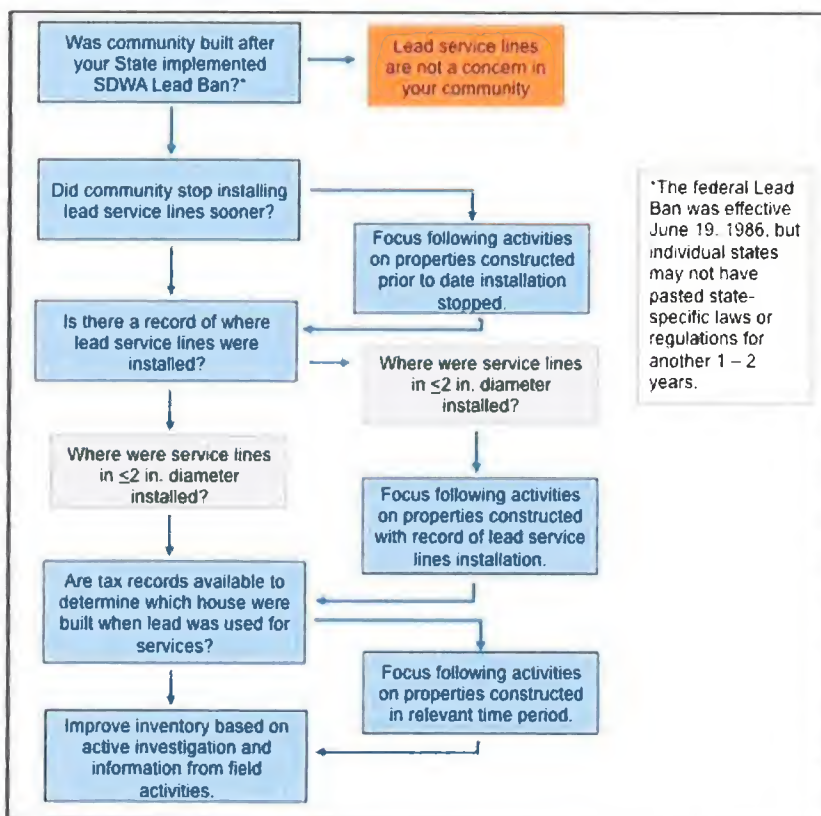 Was community built after
your State implemented
SDWA Lead Ban?*
Lead service lines
are not a concern in
your community
Did community stop installing
lead service lines sooner?
Focus following activities
on properties constructed
prior to date installation
stopped.
*The federal Lead
Ban was effective
June 19, 1986, but
individual states
may not have
pasted state-
specific laws or
regulations for
another 1 – 2
years.
Is there a record of where
lead service lines were
installed?
Where were service lines
in ≤2 in. diameter
installed?
Where were service lines
in ≤2 in. diameter
installed?
Focus following activities
on properties constructed
with record of lead service
lines installation.
Are tax records available to
determine which house were
built when lead was used for
services?
Focus following activities
on properties constructed
in relevant time period.
Improve inventory based on
active investigation and
information from field
activities.